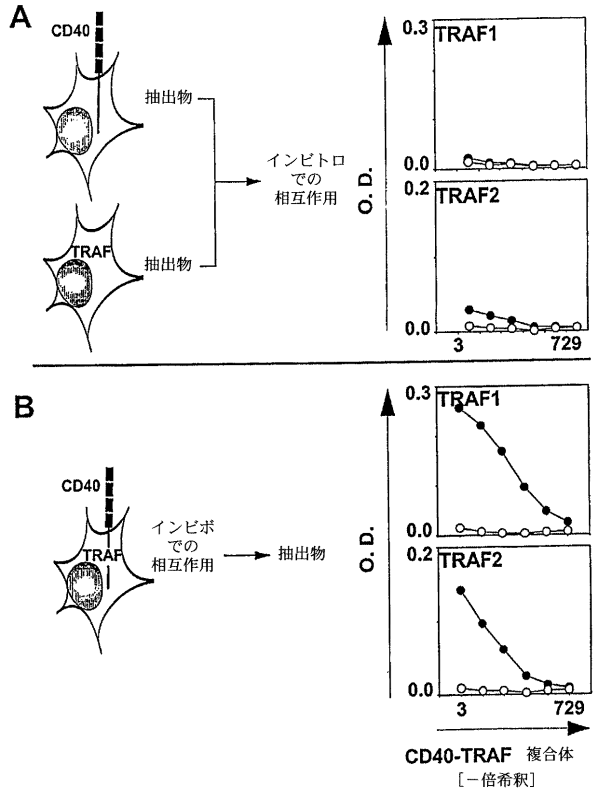 A
CD40
抽出物
インビトロ
での
相互作用
TRAF
抽出物
O.D.
0.3
TRAF1
0.0
0.2
TRAF2
0.0
3
729
B
CD40
TRAF
インビボ
での
相互作用
抽出物
O.D.
0.3
TRAF1
0.0
0.2
TRAF2
0.0
3
729
CD40-TRAF 複合体
[－倍希釈]